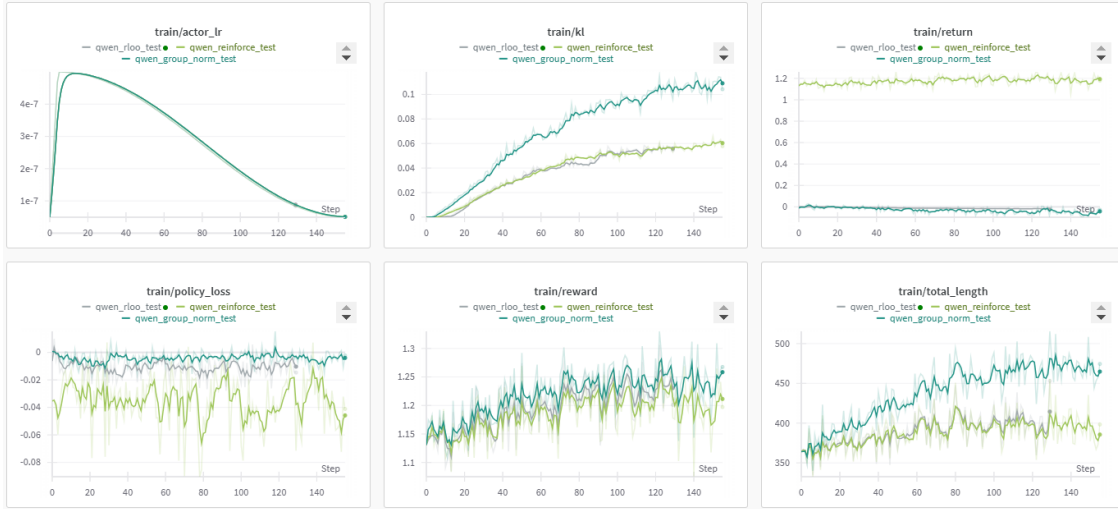 train/actor_lr
qwen_rloo_test qwen_reinforce_test
qwen_group_norm_test
4e-7
3e-7
2e-7
1e-7
Step
0 20 40 60 80 100 120 140
train/kl
qwen_rloo_test qwen_reinforce_test
qwen_group_norm_test
0.1
0.08
0.06
0.04
0.02
0
Step
0 20 40 60 80 100 120 140
train/return
qwen_rloo_test qwen_reinforce_test
qwen_group_norm_test
1.2
1
0.8
0.6
0.4
0.2
0
Step
0 20 40 60 80 100 120 140
train/policy_loss
qwen_rloo_test qwen_reinforce_test
qwen_group_norm_test
0
-0.02
-0.04
-0.06
-0.08
Step
0 20 40 60 80 100 120 140
train/reward
qwen_rloo_test qwen_reinforce_test
qwen_group_norm_test
1.3
1.25
1.2
1.15
1.1
Step
0 20 40 60 80 100 120 140
train/total_length
qwen_rloo_test qwen_reinforce_test
qwen_group_norm_test
500
450
400
350
Step
0 20 40 60 80 100 120 140